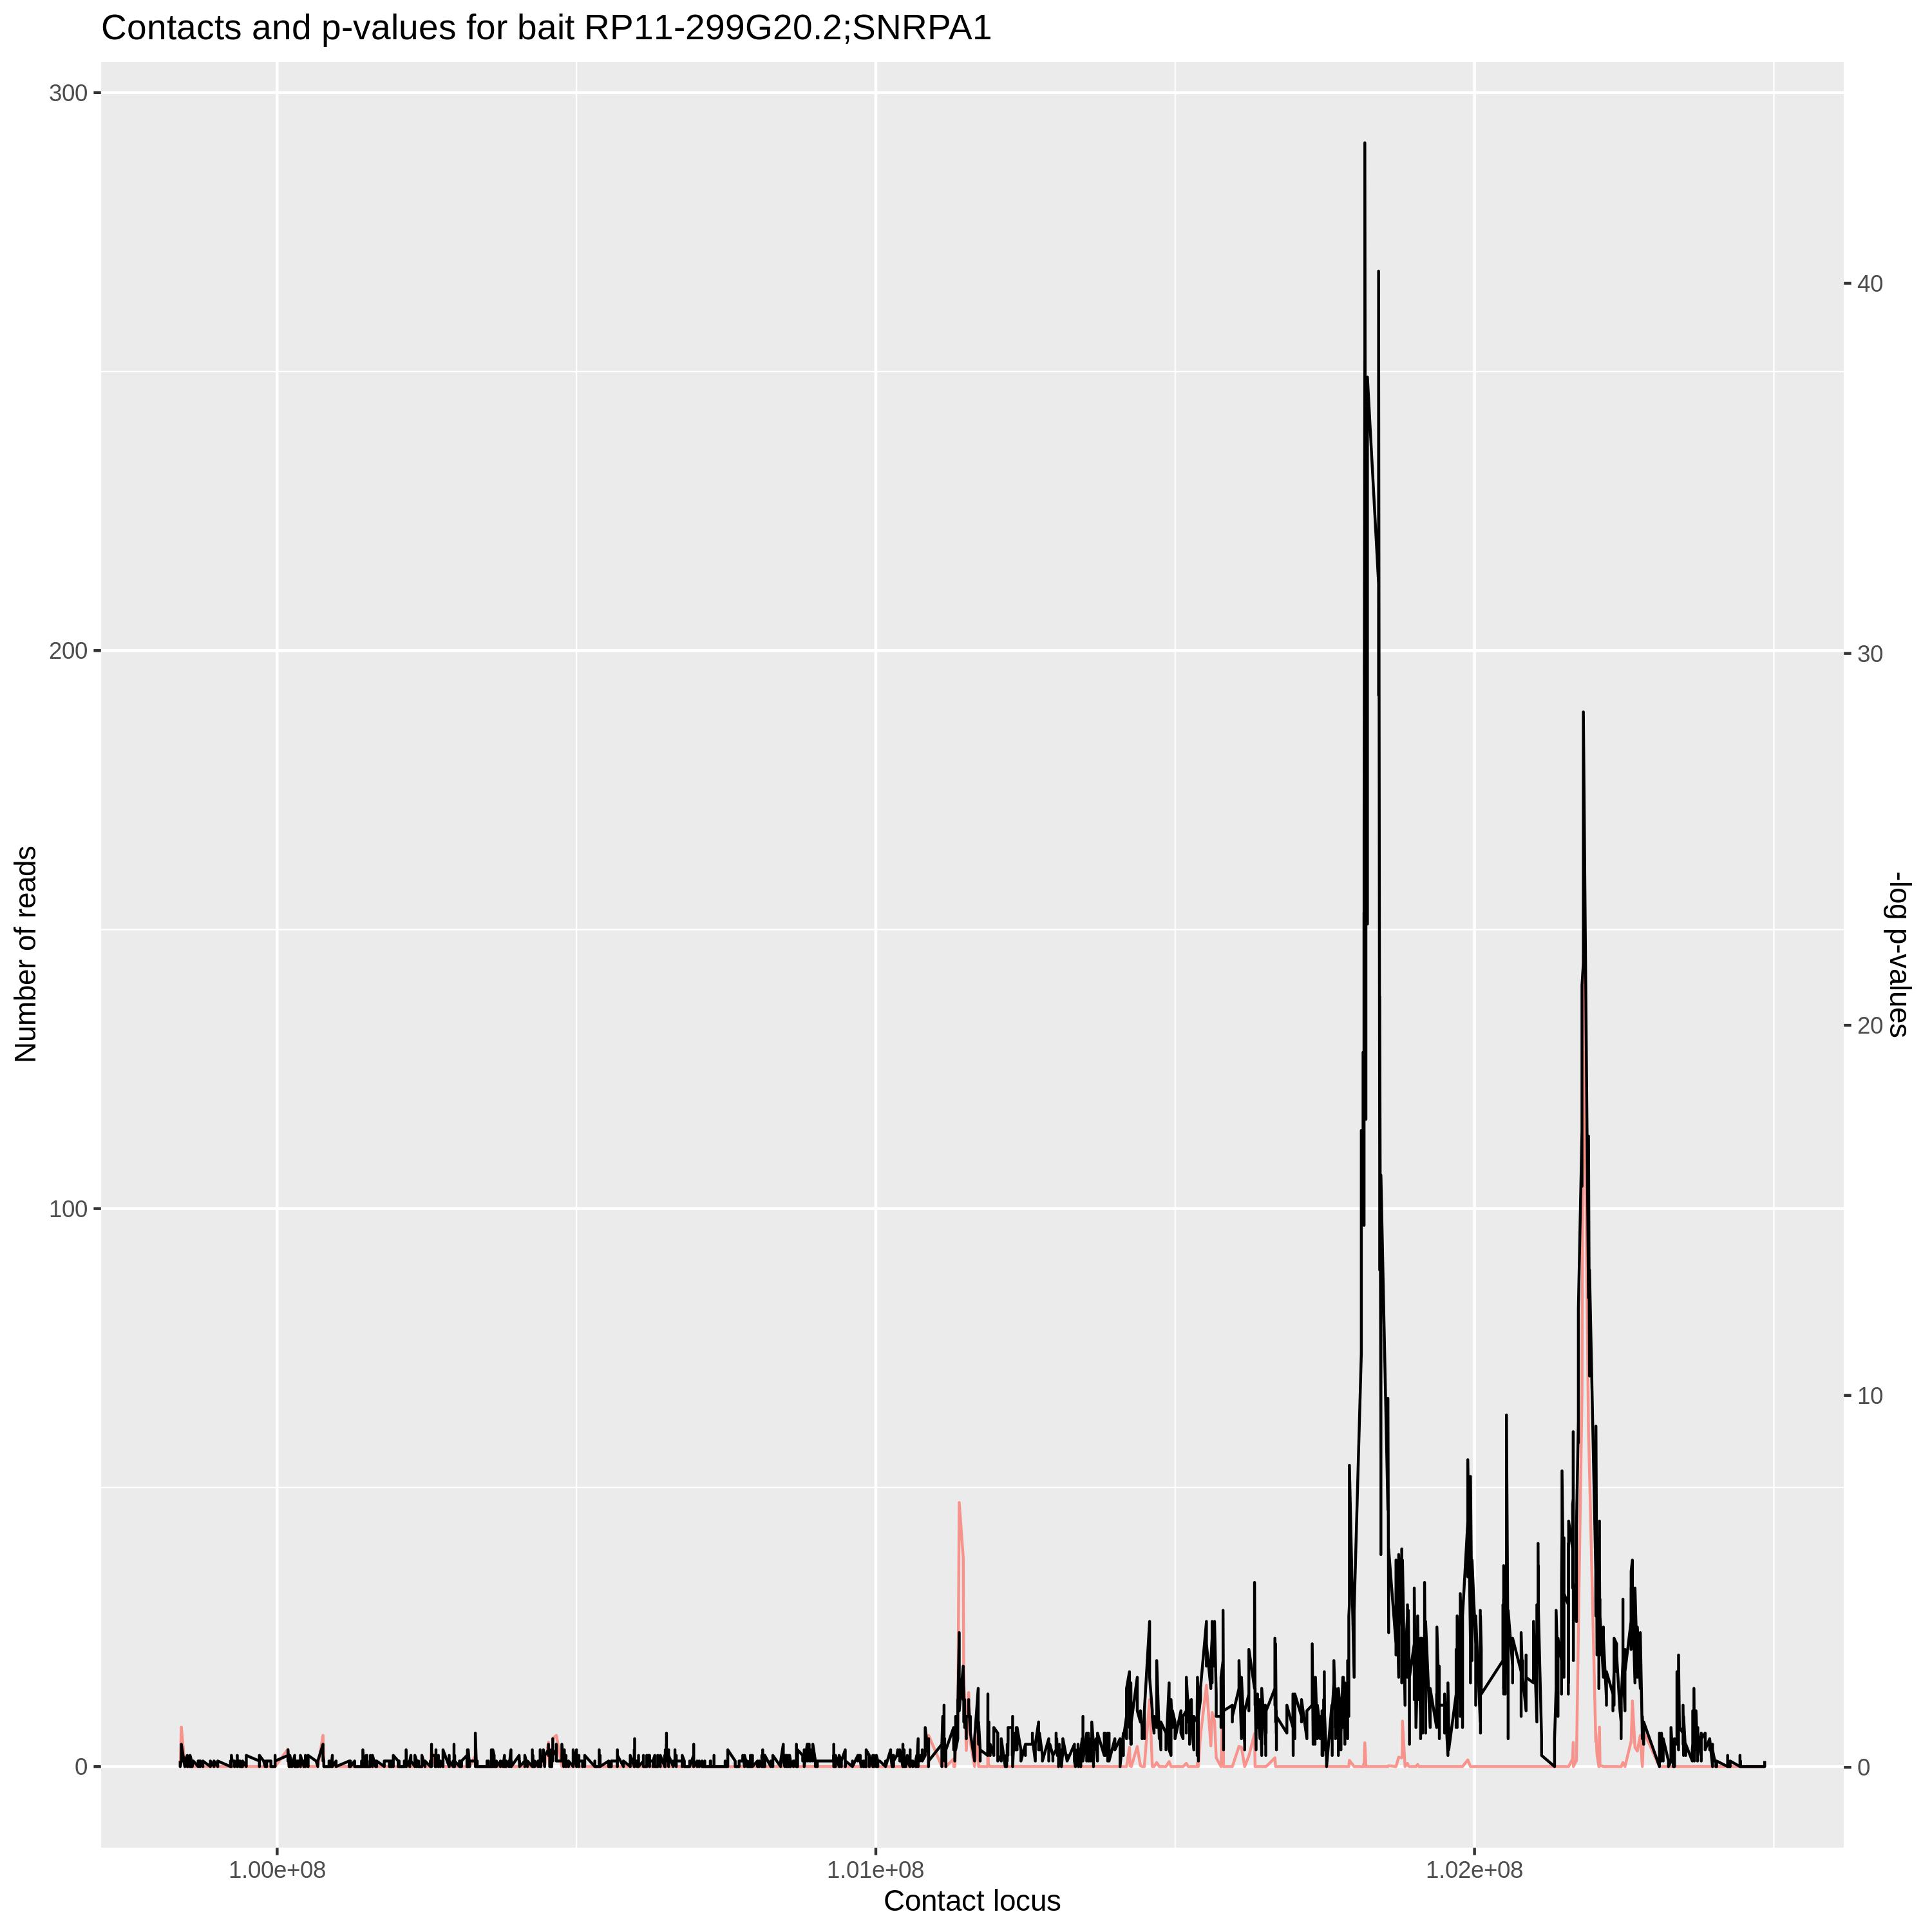 Contacts and p-values for bait RP11-299G20.2;SNRPA1
300
200
100
0
Number of reads
40
30
20
10
0
-log p-values
1.00e+08
1.01e+08
1.02e+08
Contact locus